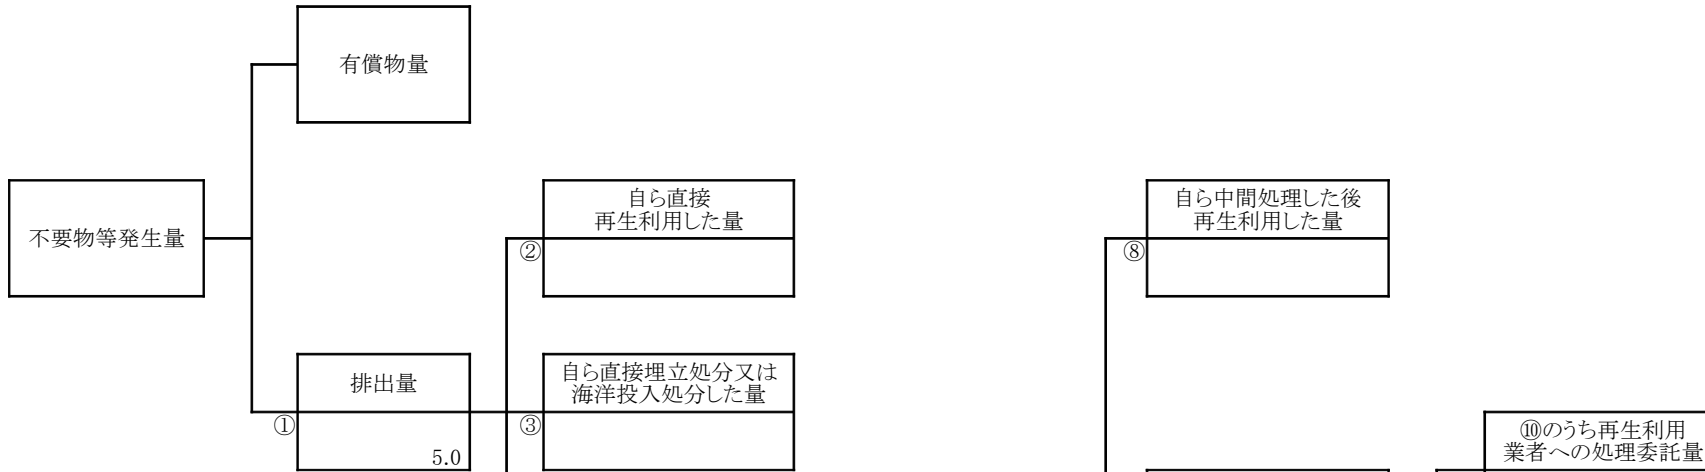 有償物量
不要物等発生量
自ら直接
再生利用した量
②
自ら中間処理した後
再生利用した量
⑧
排出量
①
5.0
自ら直接埋立処分又は
海洋投入処分した量
③
⑩のうち再生利用
業者への処理委託量